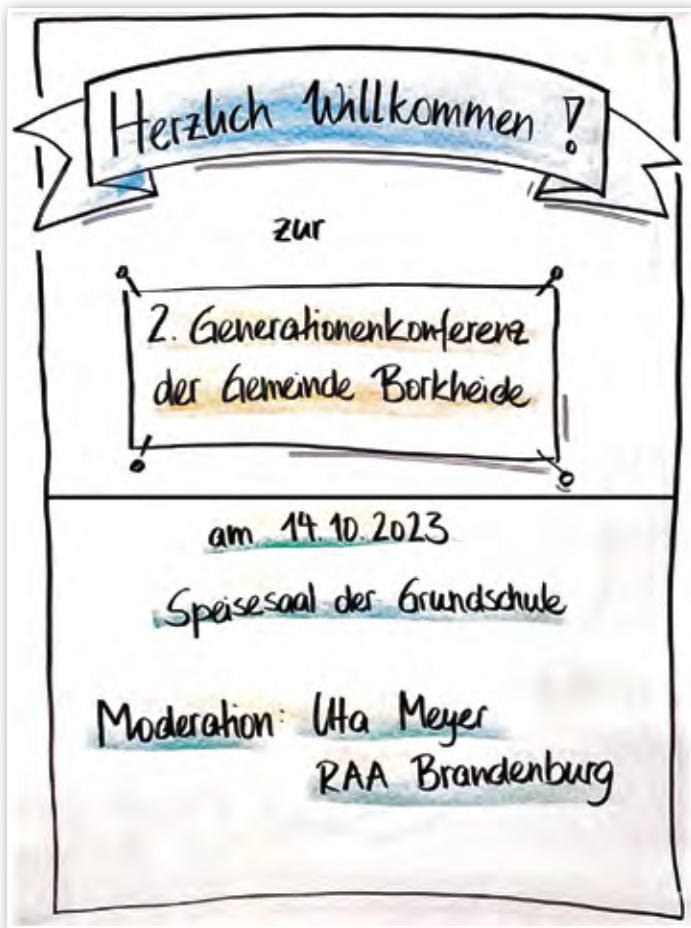 Herzlich Willkommen !
zur
2. Generationenkonferenz
der Gemeinde Borkheide
am 14.10.2023
Speisesaal der Grundschule
Moderation: Uta Meyer
RAA Brandenburg